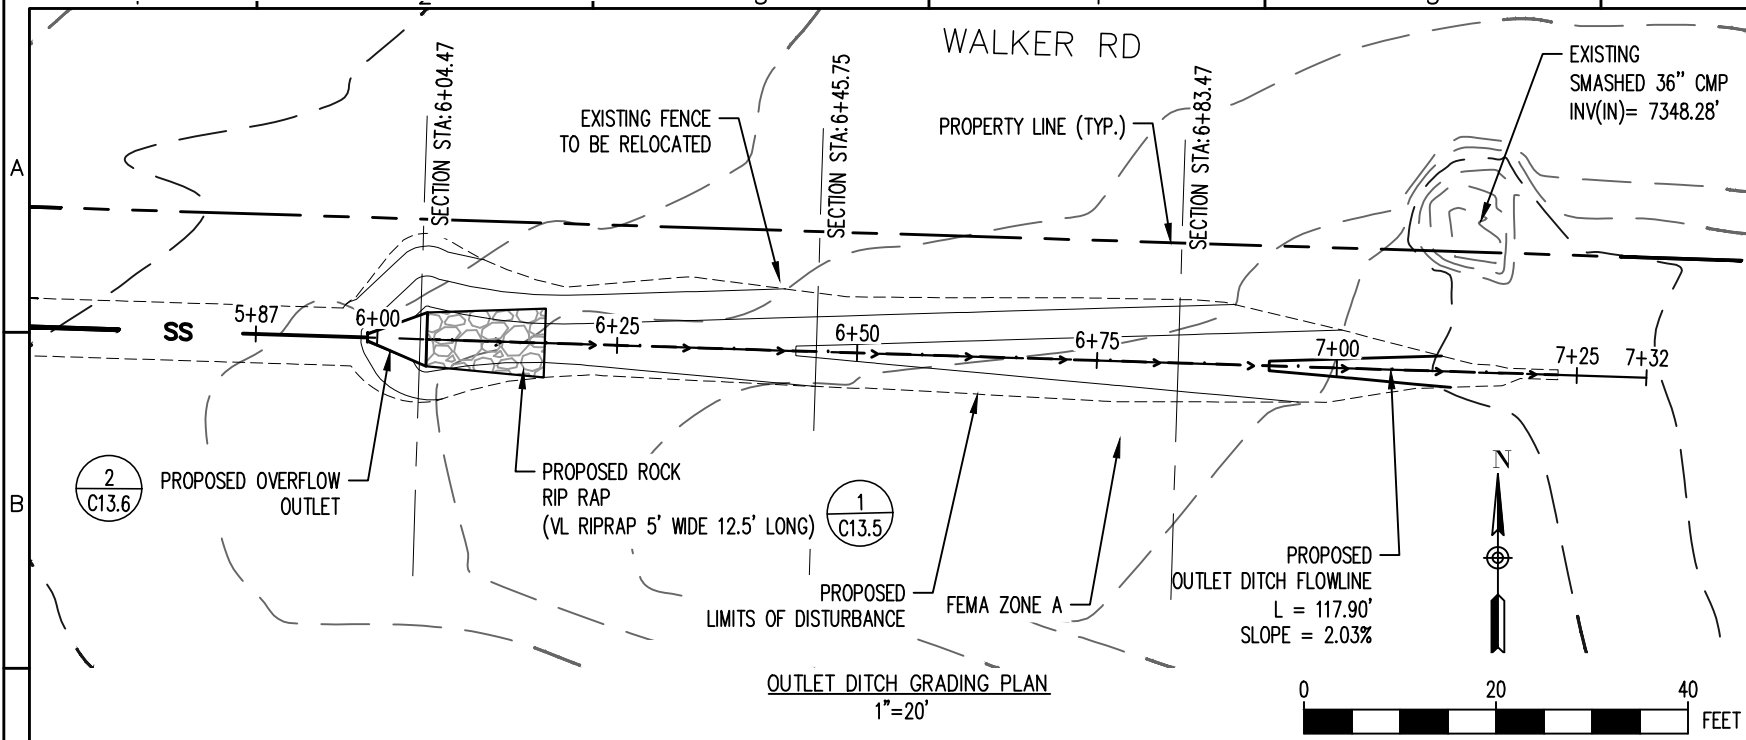 WALKER RD
EXISTING
SMASHED 36" CMP
INV(IN)= 7348.28'
SECTION STA:6+04.47
SECTION STA:6+45.75
SECTION STA:6+83.47
EXISTING FENCE
TO BE RELOCATED
PROPERTY LINE (TYP.)
A
SS
5+87
6+00
6+25
6+50
6+75
7+00
7+25
7+32
B
2
C13.6
PROPOSED OVERFLOW
OUTLET
PROPOSED ROCK
RIP RAP
(VL RIPRAP 5' WIDE 12.5' LONG)
1
C13.5
N
PROPOSED
LIMITS OF DISTURBANCE
FEMA ZONE A
PROPOSED
OUTLET DITCH FLOWLINE
L = 117.90'
SLOPE = 2.03%
OUTLET DITCH GRADING PLAN
1"=20'
0 20 40
FEET